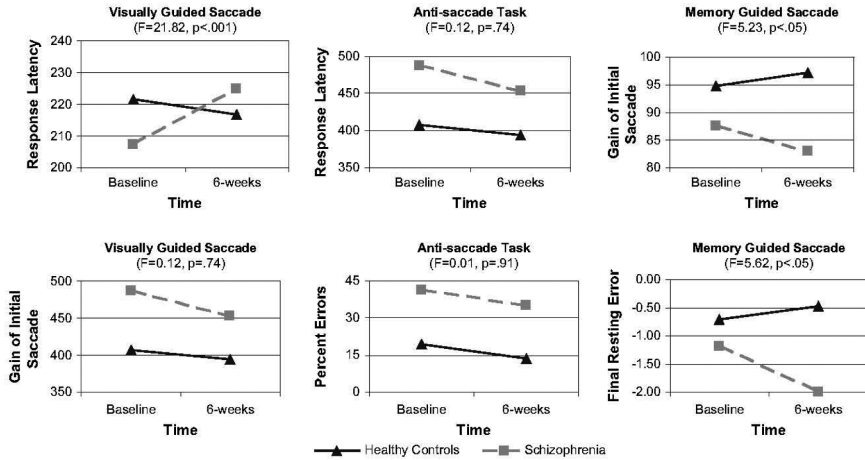 Visually Guided Saccade
(F=21.82, p<.001)
Response Latency
240
230
220
210
200
Baseline
6-weeks
Time
Anti-saccade Task
(F=0.12, p=.74)
Response Latency
500
450
400
350
Baseline
6-weeks
Time
Memory Guided Saccade
(F=5.23, p<.05)
Gain of Initial
Saccade
100
95
90
85
80
Baseline
6-weeks
Time
Visually Guided Saccade
(F=0.12, p=.74)
Gain of Initial
Saccade
500
450
400
350
Baseline
6-weeks
Time
Anti-saccade Task
(F=0.01, p=.91)
Percent Errors
45
30
15
0
Baseline
6-weeks
Time
Memory Guided Saccade
(F=5.62, p<.05)
Final Resting Error
0.00
-0.50
-1.00
-1.50
-2.00
Baseline
6-weeks
Time
Healthy Controls
Schizophrenia